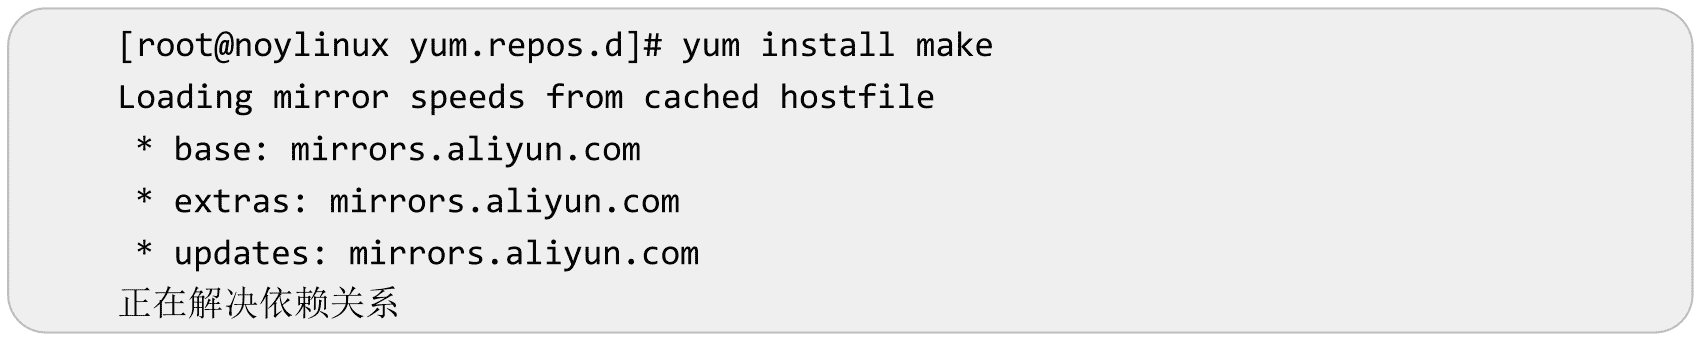 [root@noylinux yum.repos.d]# yum install make
Loading mirror speeds from cached hostfile
 * base: mirrors.aliyun.com
 * extras: mirrors.aliyun.com
 * updates: mirrors.aliyun.com
正在解决依赖关系